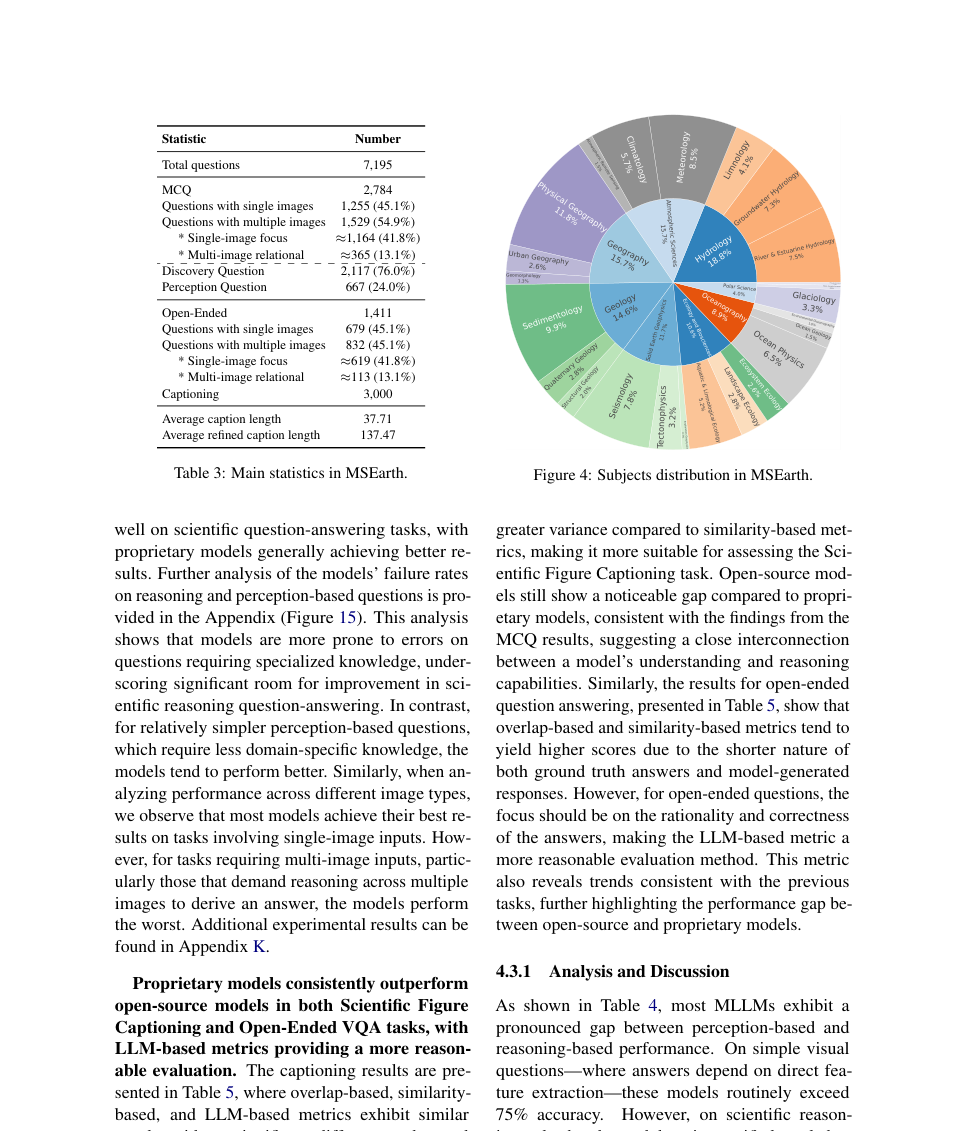 Statistic Number
Total questions 7,195
MCQ 2,784
Questions with single images 1,255 (45.1%)
Questions with multiple images 1,529 (54.9%)
* Single-image focus ≈1,164 (41.8%)
* Multi-image relational ≈365 (13.1%)
Discovery Question 2,117 (76.0%)
Perception Question 667 (24.0%)
Open-Ended 1,411
Questions with single images 679 (45.1%)
Questions with multiple images 832 (45.1%)
* Single-image focus ≈619 (41.8%)
* Multi-image relational ≈113 (13.1%)
Captioning 3,000
Average caption length 37.71
Average refined caption length 137.47
Table 3: Main statistics in MSEarth.
Hydrology
18.8%
Atmospheric Sciences
15.7%
Geography
15.7%
Geology
14.6%
Solid Earth Geophysics
11.7%
Ecology and Biosciences
10.6%
Oceanography
8.9%
Polar Science
4.0%
River & Estuarine Hydrology
7.5%
Groundwater Hydrology
7.3%
Limnology
4.1%
Meteorology
8.5%
Climatology
5.7%
Physical Geography
11.8%
Urban Geography
2.6%
Sedimentology
9.9%
Quaternary Geology
2.8%
Structural Geology
2.0%
Seismology
7.8%
Tectonophysics
3.2%
Aquatic & Limnological Ecology
5.2%
Landscape Ecology
2.8%
Ecosystem Ecology
2.6%
Ocean Physics
6.5%
Ocean Geology
1.5%
Glaciology
3.3%
Figure 4: Subjects distribution in MSEarth.
well on scientific question-answering tasks, with
proprietary models generally achieving better re-
sults. Further analysis of the models' failure rates
on reasoning and perception-based questions is pro-
vided in the Appendix (Figure 15). This analysis
shows that models are more prone to errors on
questions requiring specialized knowledge, under-
scoring significant room for improvement in sci-
entific reasoning question-answering. In contrast,
for relatively simpler perception-based questions,
which require less domain-specific knowledge, the
models tend to perform better. Similarly, when an-
alyzing performance across different image types,
we observe that most models achieve their best re-
sults on tasks involving single-image inputs. How-
ever, for tasks requiring multi-image inputs, partic-
ularly those that demand reasoning across multiple
images to derive an answer, the models perform
the worst. Additional experimental results can be
found in Appendix K.
Proprietary models consistently outperform
open-source models in both Scientific Figure
Captioning and Open-Ended VQA tasks, with
LLM-based metrics providing a more reason-
able evaluation. The captioning results are pre-
sented in Table 5, where overlap-based, similarity-
based, and LLM-based metrics exhibit similar
greater variance compared to similarity-based met-
rics, making it more suitable for assessing the Sci-
entific Figure Captioning task. Open-source mod-
els still show a noticeable gap compared to propri-
etary models, consistent with the findings from the
MCQ results, suggesting a close interconnection
between a model's understanding and reasoning
capabilities. Similarly, the results for open-ended
question answering, presented in Table 5, show that
overlap-based and similarity-based metrics tend to
yield higher scores due to the shorter nature of
both ground truth answers and model-generated
responses. However, for open-ended questions, the
focus should be on the rationality and correctness
of the answers, making the LLM-based metric a
more reasonable evaluation method. This metric
also reveals trends consistent with the previous
tasks, further highlighting the performance gap be-
tween open-source and proprietary models.
4.3.1 Analysis and Discussion
As shown in Table 4, most MLLMs exhibit a
pronounced gap between perception-based and
reasoning-based performance. On simple visual
questions—where answers depend on direct fea-
ture extraction—these models routinely exceed
75% accuracy. However, on scientific reason-